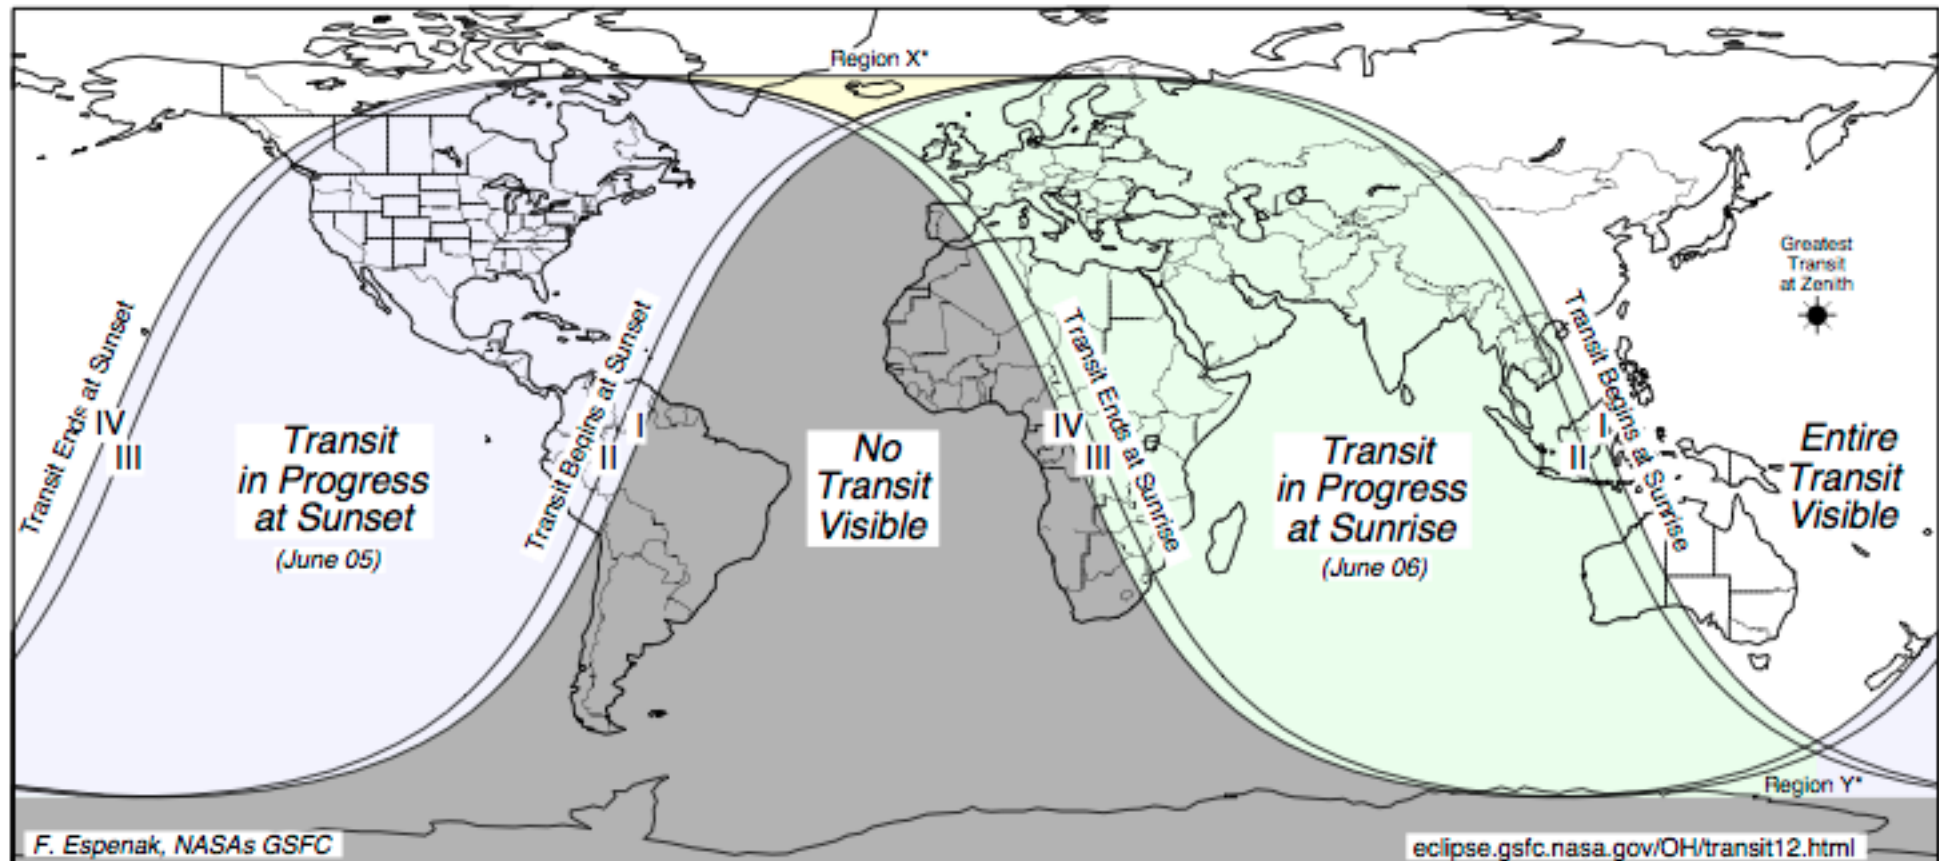 Region X*
Greatest
Transit
at Zenith
Transit Ends at Sunset
IV
III
Transit
in Progress
at Sunset
(June 05)
Transit Begins at Sunset
I
II
No
Transit
Visible
IV
III
Transit Ends at Sunrise
Transit
in Progress
at Sunrise
(June 06)
Transit Begins at Sunrise
I
II
Entire
Transit
Visible
Region Y*
F. Espenak, NASAs GSFC
eclipse.gsfc.nasa.gov/OH/transit12.html